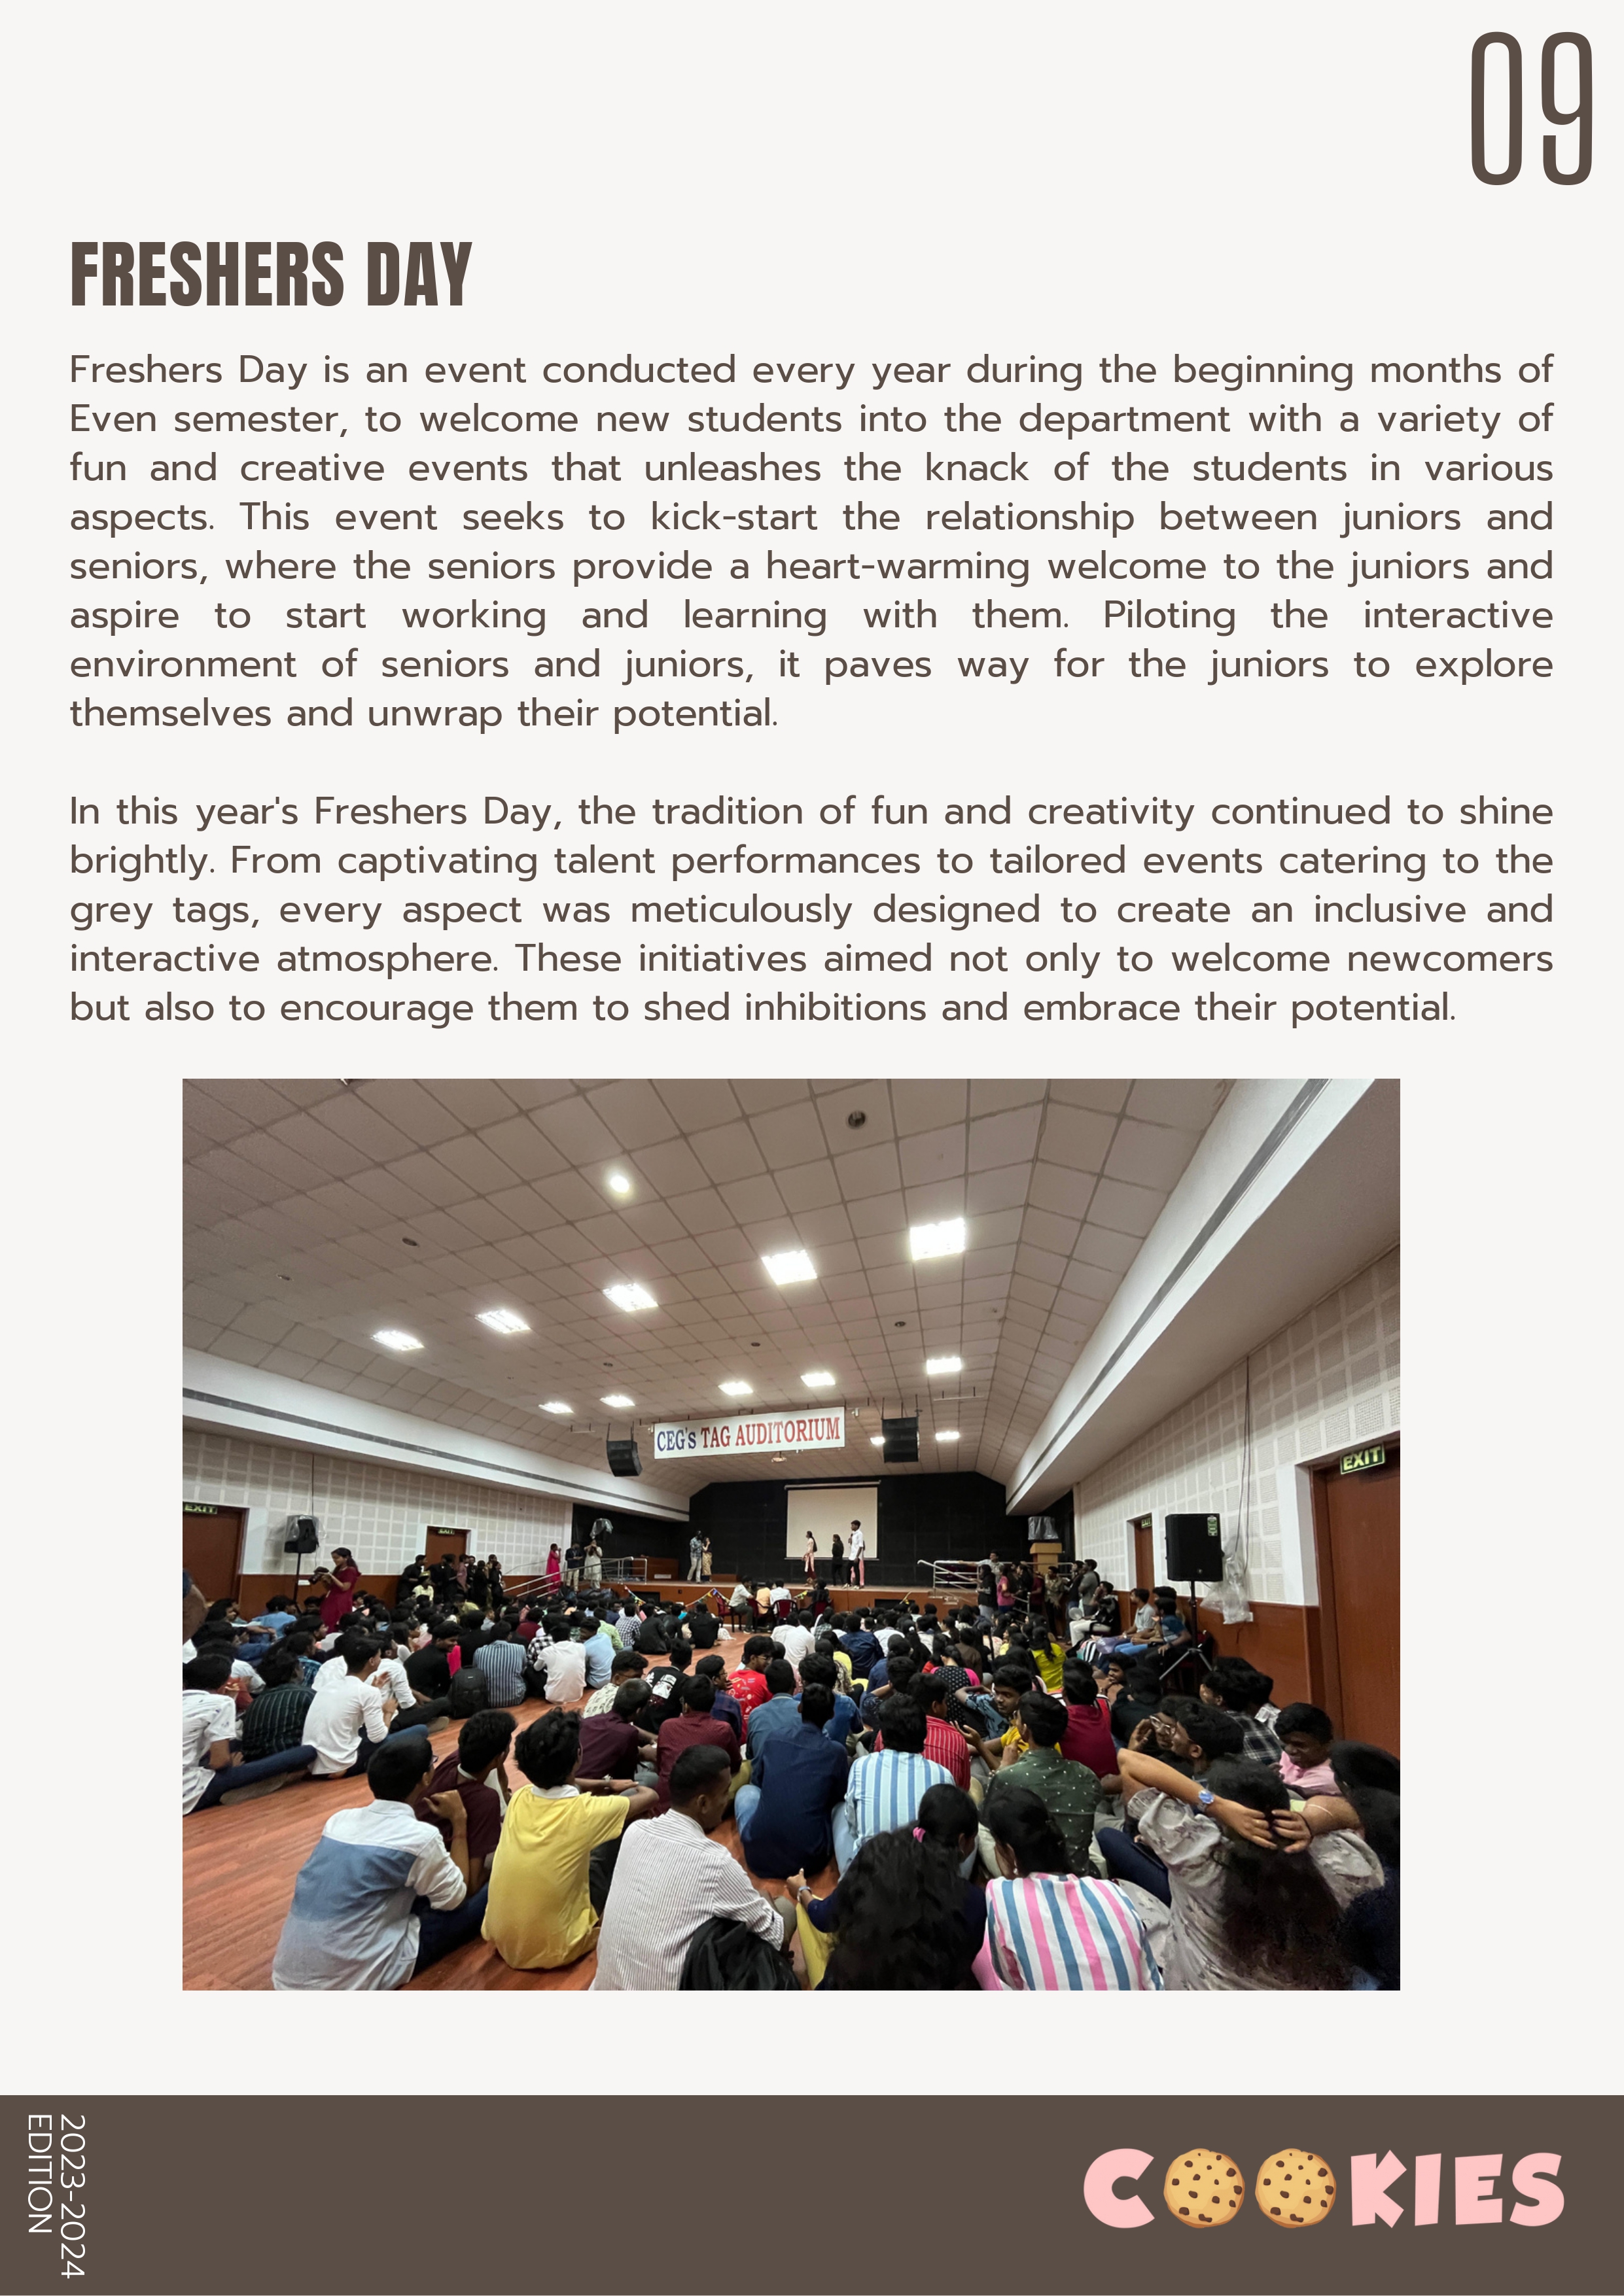 09
FRESHERS DAY
Freshers Day is an event conducted every year during the beginning months of
Even semester, to welcome new students into the department with a variety of
fun and creative events that unleashes the knack of the students in various
aspects. This event seeks to kick-start the relationship between juniors and
seniors, where the seniors provide a heart-warming welcome to the juniors and
aspire to start working and learning with them. Piloting the interactive
environment of seniors and juniors, it paves way for the juniors to explore
themselves and unwrap their potential.
In this year's Freshers Day, the tradition of fun and creativity continued to shine
brightly. From captivating talent performances to tailored events catering to the
grey tags, every aspect was meticulously designed to create an inclusive and
interactive atmosphere. These initiatives aimed not only to welcome newcomers
but also to encourage them to shed inhibitions and embrace their potential.
CEG's TAG AUDITORIUM
EXIT
EXIT
EXIT
2023-2024
EDITION
COOKIES